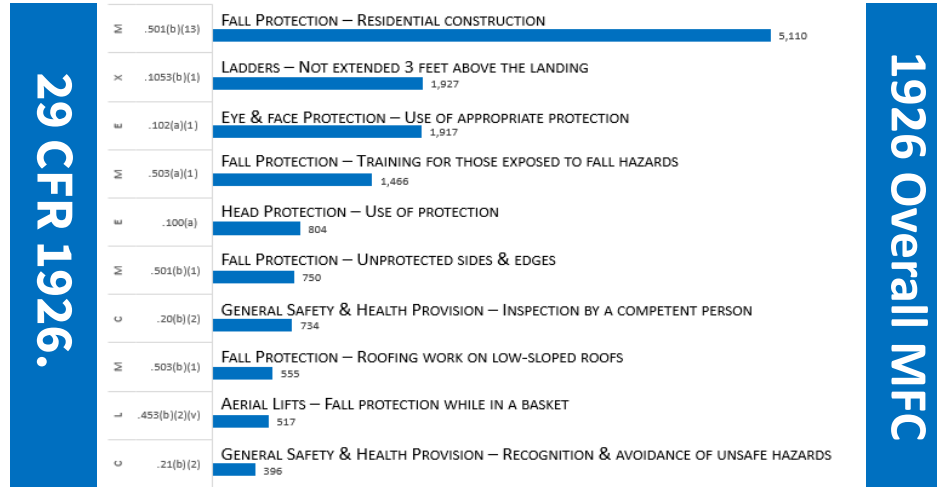 29 CFR 1926.
M .501(b)(13) Fall Protection – Residential construction
5,110
X .1053(b)(1) Ladders – Not extended 3 feet above the landing
1,927
E .102(a)(1) Eye & face Protection – Use of appropriate protection
1,917
M .503(a)(1) Fall Protection – Training for those exposed to fall hazards
1,466
E .100(a) Head Protection – Use of protection
804
M .501(b)(1) Fall Protection – Unprotected sides & edges
750
C .20(b)(2) General Safety & Health Provision – Inspection by a competent person
734
M .503(b)(1) Fall Protection – Roofing work on low-sloped roofs
555
L .453(b)(2)(v) Aerial Lifts – Fall protection while in a basket
517
C .21(b)(2) General Safety & Health Provision – Recognition & avoidance of unsafe hazards
396
1926 Overall MFC